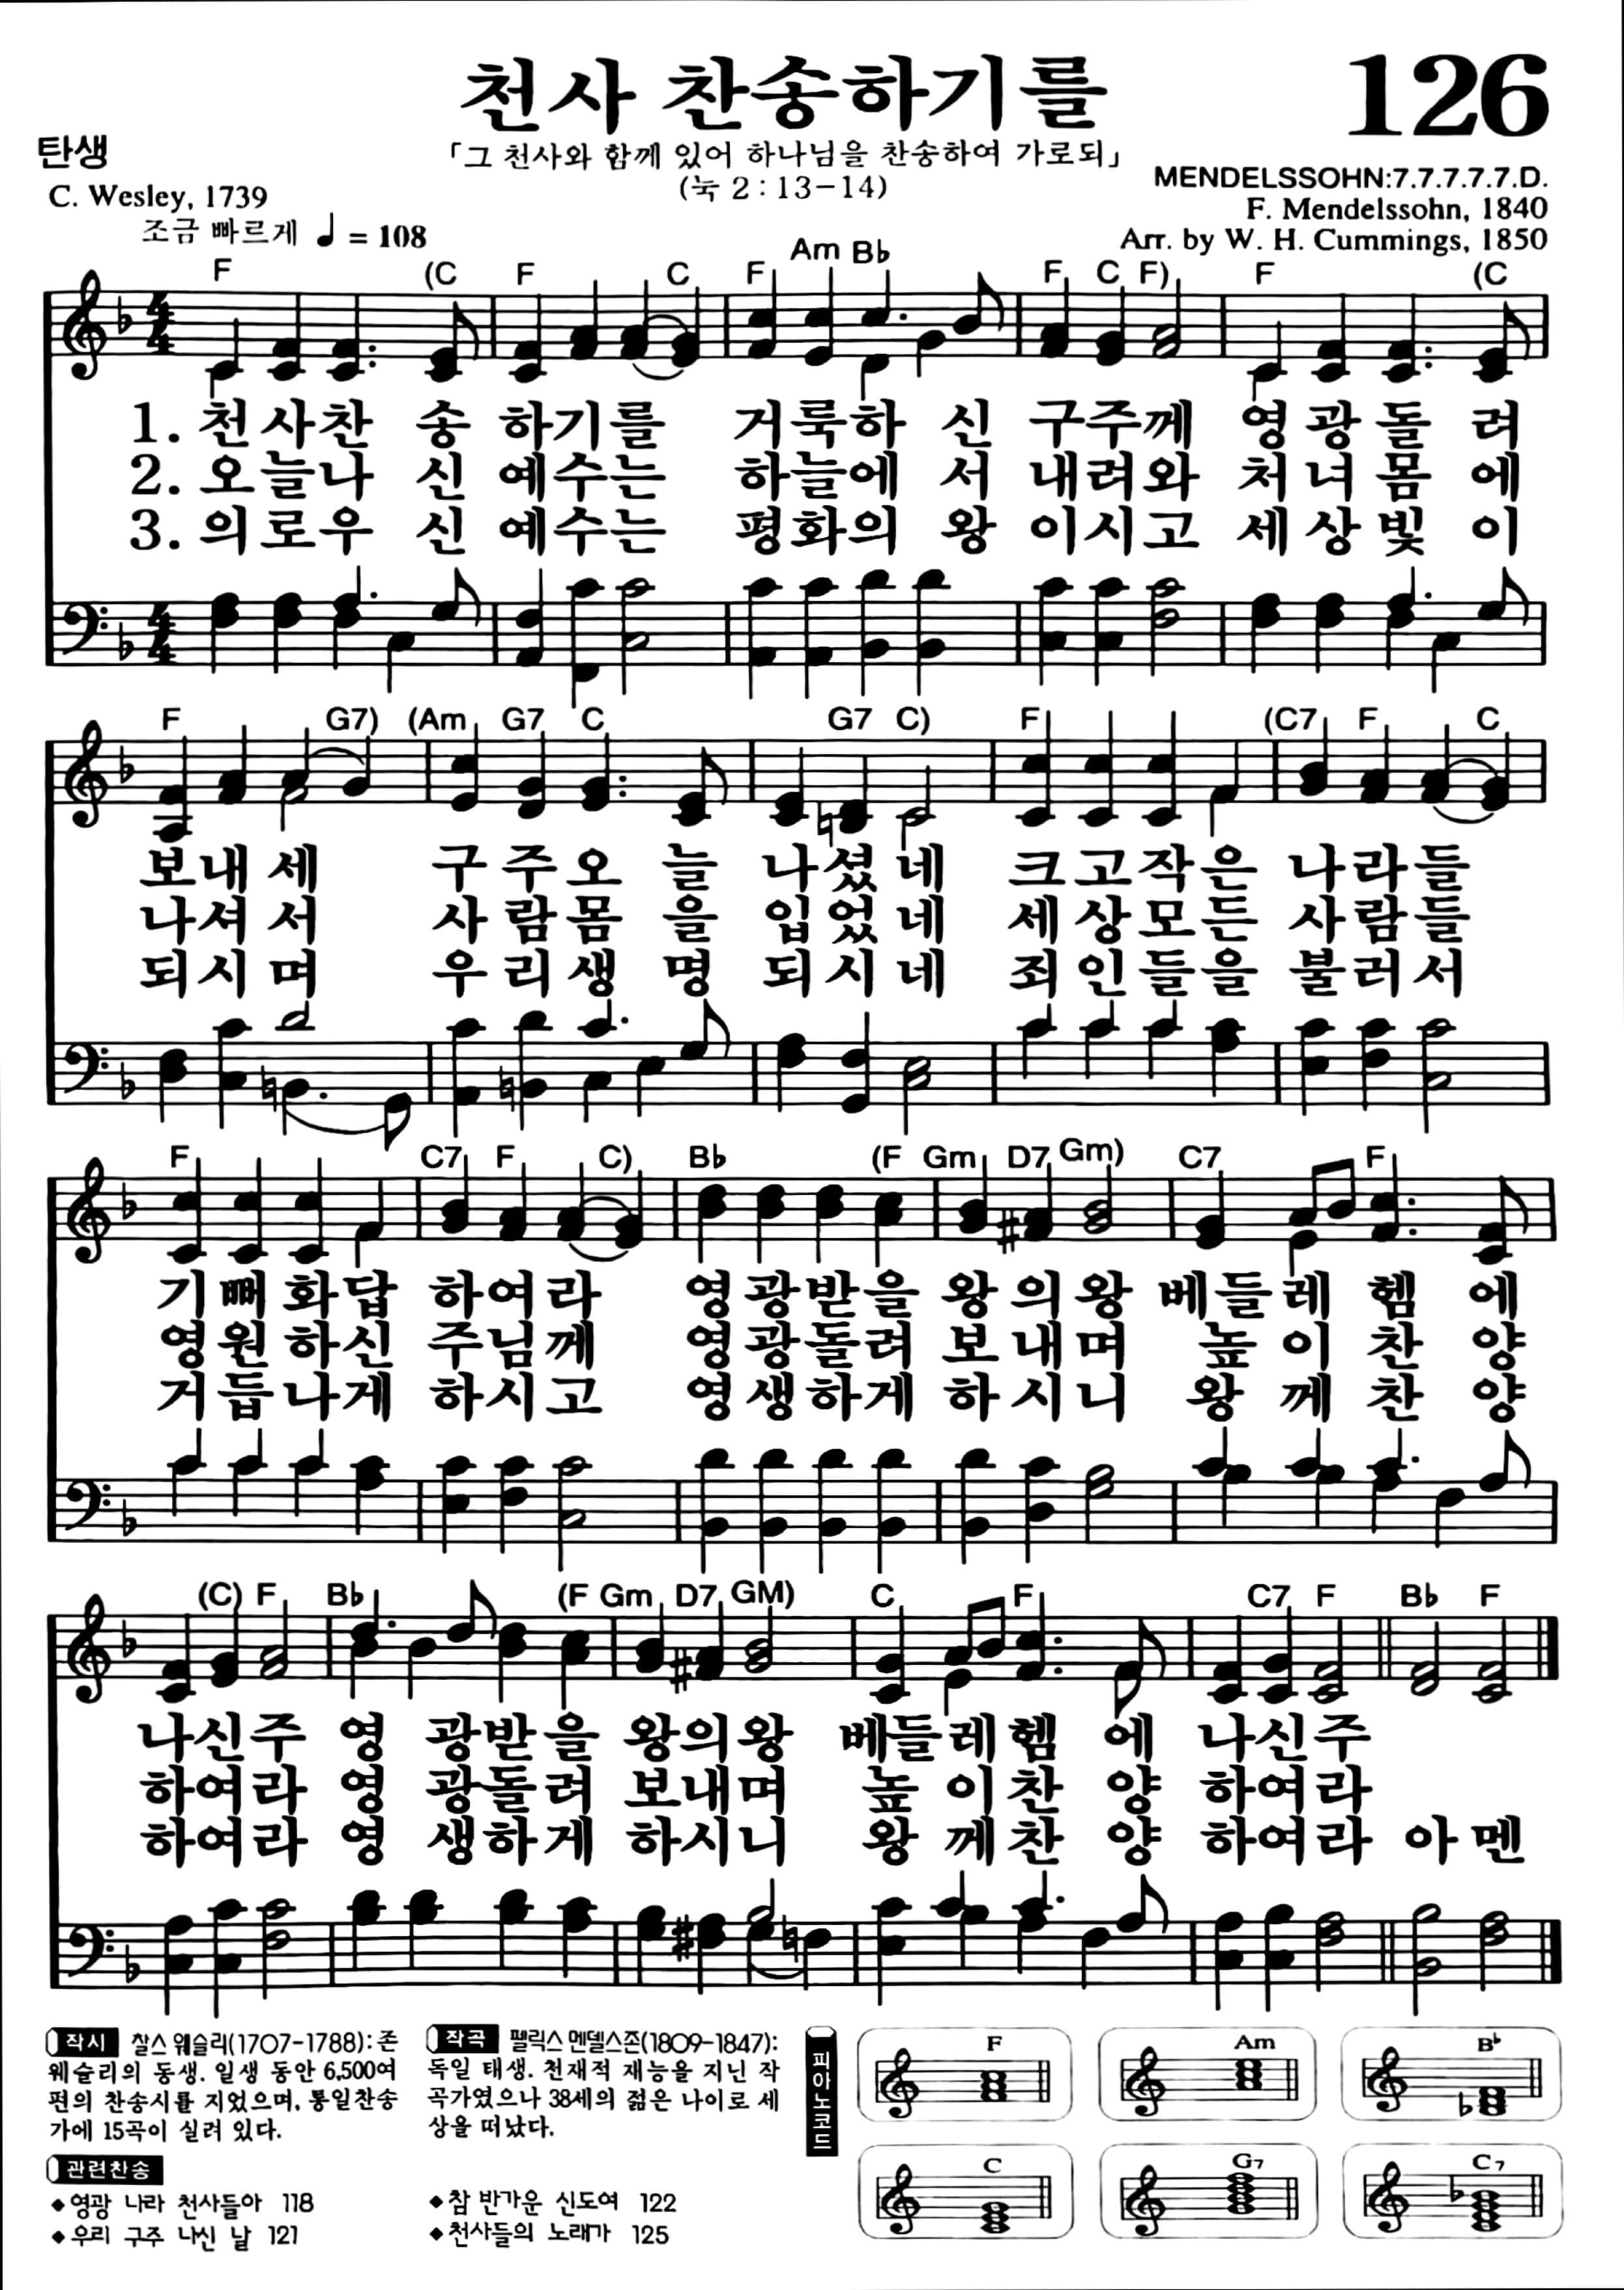 천사 찬송하기를
126
탄생
「그 천사와 함께 있어 하나님을 찬송하여 가로되」
(눅 2 : 13-14)
C. Wesley, 1739
MENDELSSOHN:7.7.7.7.7.D.
F. Mendelssohn, 1840
조금 빠르게 ♩ = 108
Arr. by W. H. Cummings, 1850
F (C F C F Am B♭ F C F) F (C
1. 천사찬 송 하기를 거룩하 신 구주께 영광돌 려
2. 오늘나 신 예수는 하늘에 서 내려와 처녀몸 에
3. 의로우 신 예수는 평화의 왕 이시고 세상빛 이
F G7) (Am G7 C G7 C) F (C7 F C
보내세 구주오 늘 나셨네 크고작은 나라들
나셔서 사람몸 을 입었네 세상모든 사람들
되시며 우리생 명 되시네 죄인들을 불러서
F C7 F C) B♭ (F Gm D7 Gm) C7 F
기뻐화답 하여라 영광받을 왕의왕 베들레 헴 에
영원하신 주님께 영광돌려 보내며 높이 찬 양
거듭나게 하시고 영생하게 하시니 왕께 찬 양
(C) F B♭ (F Gm D7 GM) C F C7 F B♭ F
나신주 영 광받을 왕의왕 베들레헴 에 나신주
하여라 영 광돌려 보내며 높이찬 양 하여라
하여라 영 생하게 하시니 왕께찬 양 하여라 아멘
작시 찰스 웨슬리(1707-1788): 존
웨슬리의 동생. 일생 동안 6,500여
편의 찬송시를 지었으며, 통일찬송
가에 15곡이 실려 있다.
작곡 펠릭스 멘델스존(1809-1847):
독일 태생. 천재적 재능을 지닌 작
곡가였으나 38세의 젊은 나이로 세
상을 떠났다.
관련찬송
◆영광 나라 천사들아 118
◆우리 구주 나신 날 121
◆참 반가운 신도여 122
◆천사들의 노래가 125
피아노코드
F Am B♭
C G7 C7